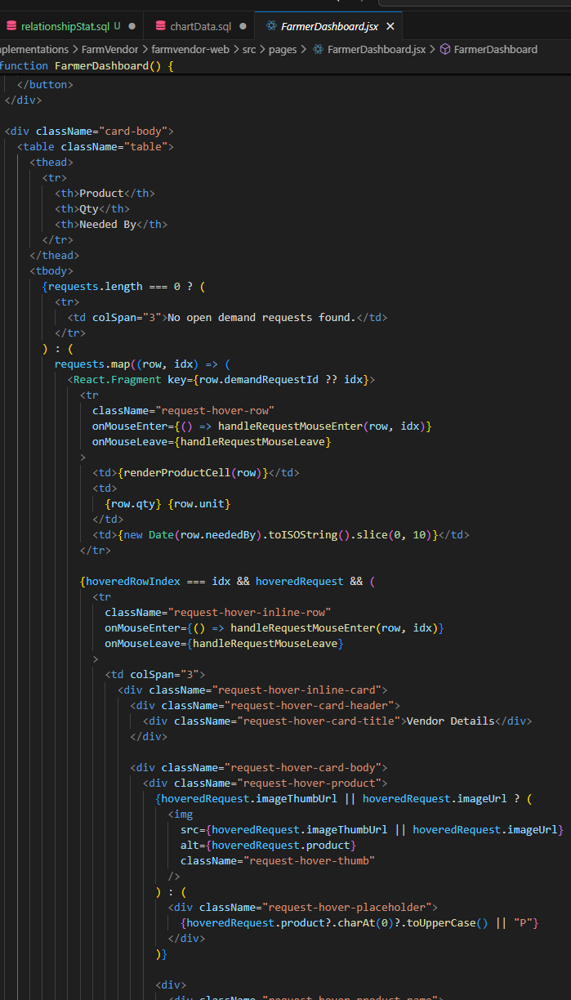 relationshipStat.sql U ● chartData.sql ● FarmerDashboard.jsx ×
plementations > FarmVendor > farmvendor-web > src > pages > FarmerDashboard.jsx > FarmerDashboard
function FarmerDashboard() {
</button>
</div>
<div className="card-body">
<table className="table">
<thead>
<tr>
<th>Product</th>
<th>Qty</th>
<th>Needed By</th>
</tr>
</thead>
<tbody>
{requests.length === 0 ? (
<tr>
<td colSpan="3">No open demand requests found.</td>
</tr>
) : (
requests.map((row, idx) => (
<React.Fragment key={row.demandRequestId ?? idx}>
<tr
className="request-hover-row"
onMouseEnter={() => handleRequestMouseEnter(row, idx)}
onMouseLeave={handleRequestMouseLeave}
>
<td>{renderProductCell(row)}</td>
<td>
{row.qty} {row.unit}
</td>
<td>{new Date(row.neededBy).toISOString().slice(0, 10)}</td>
</tr>
{hoveredRowIndex === idx && hoveredRequest && (
<tr
className="request-hover-inline-row"
onMouseEnter={() => handleRequestMouseEnter(row, idx)}
onMouseLeave={handleRequestMouseLeave}
>
<td colSpan="3">
<div className="request-hover-inline-card">
<div className="request-hover-card-header">
<div className="request-hover-card-title">Vendor Details</div>
</div>
<div className="request-hover-card-body">
<div className="request-hover-product">
{hoveredRequest.imageThumbUrl || hoveredRequest.imageUrl ? (
<img
src={hoveredRequest.imageThumbUrl || hoveredRequest.imageUrl}
alt={hoveredRequest.product}
className="request-hover-thumb"
/>
) : (
<div className="request-hover-placeholder">
{hoveredRequest.product?.charAt(0)?.toUpperCase() || "P"}
</div>
)}
<div>
<div className="request-hover-product-name">